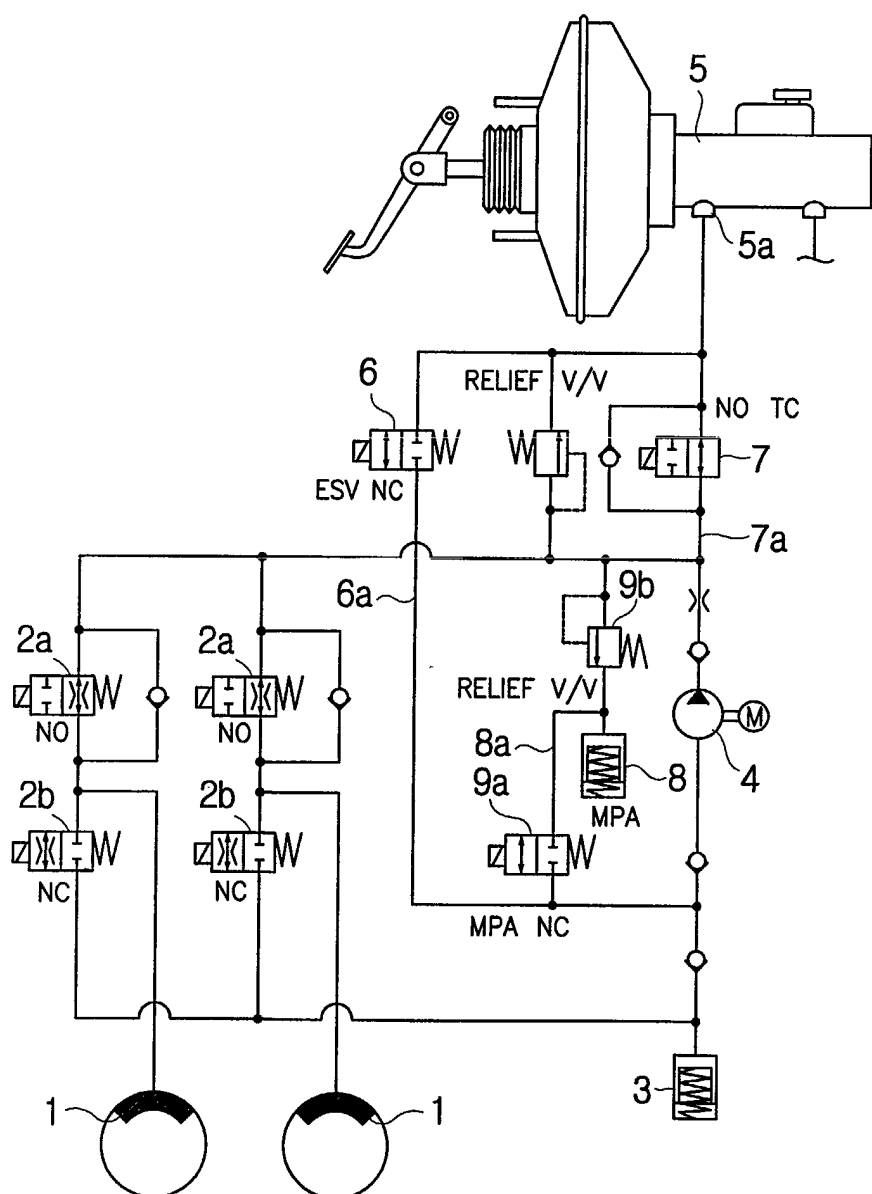 5
5a
6
RELIEF V/V
NO TC
7
ESV NC
7a
6a
9b
2a
2a
RELIEF V/V
M
NO
NO
8a
8
4
9a
MPA
2b
2b
NC
NC
MPA NC
3
1
1